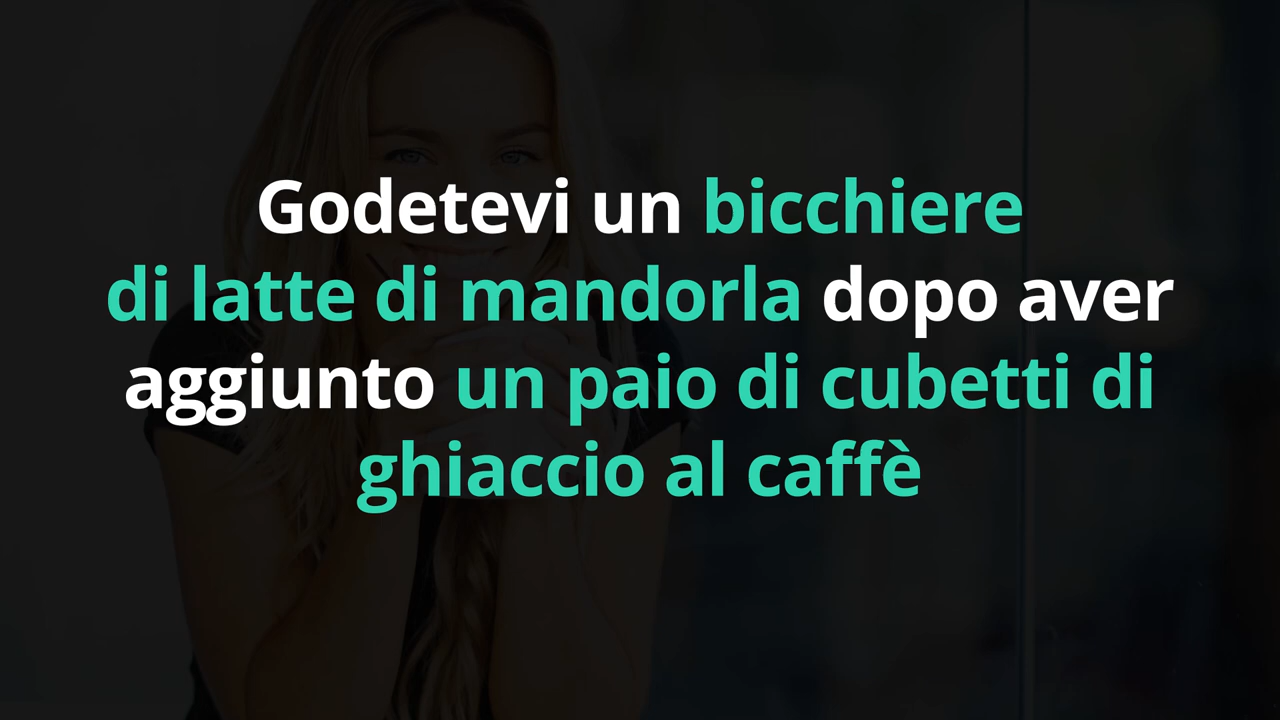 Godetevi un bicchiere
di latte di mandorla dopo aver
aggiunto un paio di cubetti di
ghiaccio al caffè